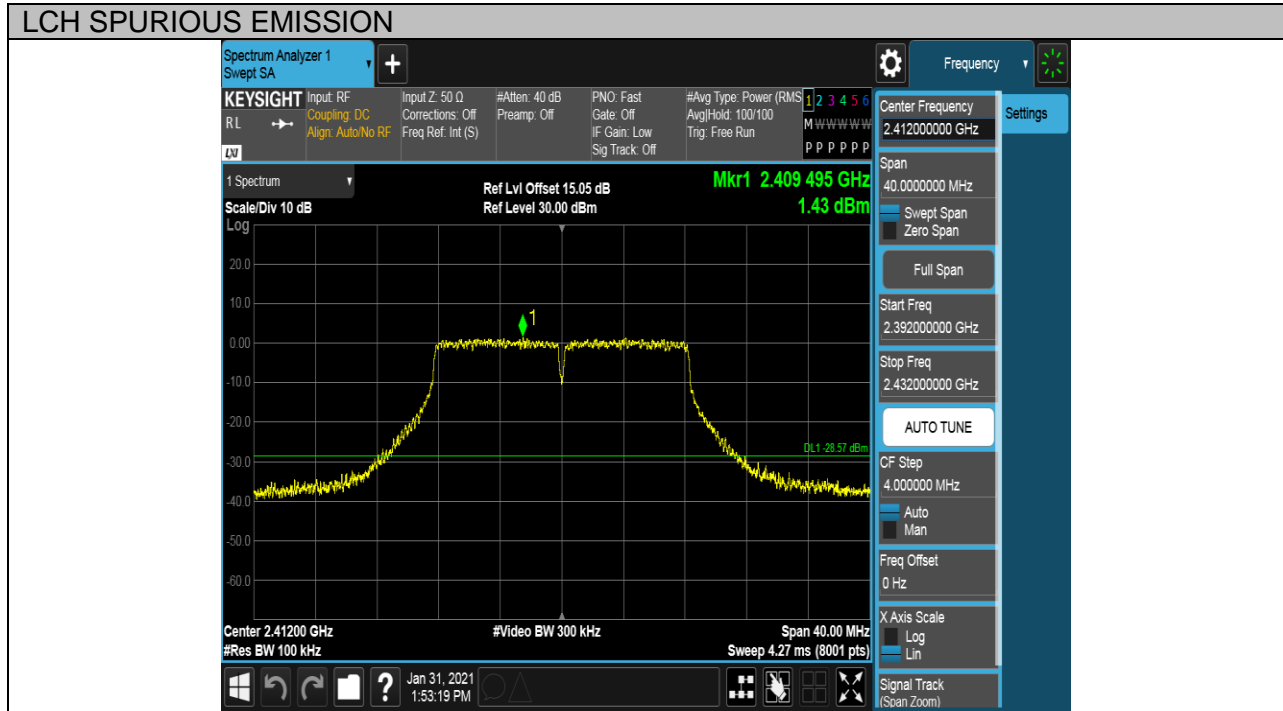 LCH SPURIOUS EMISSION
Spectrum Analyzer 1
Swept SA
+
Frequency
KEYSIGHT
RL
LXI
Input: RF
Coupling: DC
Align: Auto/No RF
Input Z: 50 Ω
Corrections: Off
Freq Ref: Int (S)
#Atten: 40 dB
Preamp: Off
PNO: Fast
Gate: Off
IF Gain: Low
Sig Track: Off
#Avg Type: Power (RMS
Avg|Hold: 100/100
Trig: Free Run
1 2 3 4 5 6
M W W W W W
P P P P P P
1 Spectrum
Scale/Div 10 dB
Ref Lvl Offset 15.05 dB
Ref Level 30.00 dBm
Mkr1 2.409 495 GHz
1.43 dBm
Log
20.0
10.0
0.00
-10.0
-20.0
-30.0
-40.0
-50.0
-60.0
1
DL1 -28.57 dBm
Center 2.41200 GHz
#Res BW 100 kHz
#Video BW 300 kHz
Span 40.00 MHz
Sweep 4.27 ms (8001 pts)
?
Jan 31, 2021
1:53:19 PM
Center Frequency
2.412000000 GHz
Settings
Span
40.0000000 MHz
Swept Span
Zero Span
Full Span
Start Freq
2.392000000 GHz
Stop Freq
2.432000000 GHz
AUTO TUNE
CF Step
4.000000 MHz
Auto
Man
Freq Offset
0 Hz
X Axis Scale
Log
Lin
Signal Track
(Span Zoom)